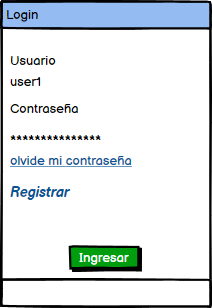 Login
Usuario
user1
Contraseña
***************
olvide mi contraseña
Registrar
Ingresar